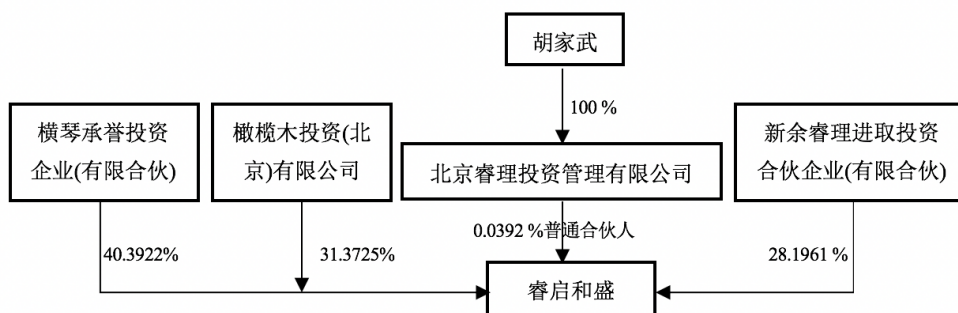 胡家武
100 %
横琴承誉投资
企业(有限合伙)
橄榄木投资(北
京)有限公司
北京睿理投资管理有限公司
新余睿理进取投资
合伙企业(有限合伙)
40.3922%
31.3725%
0.0392 %普通合伙人
28.1961 %
睿启和盛